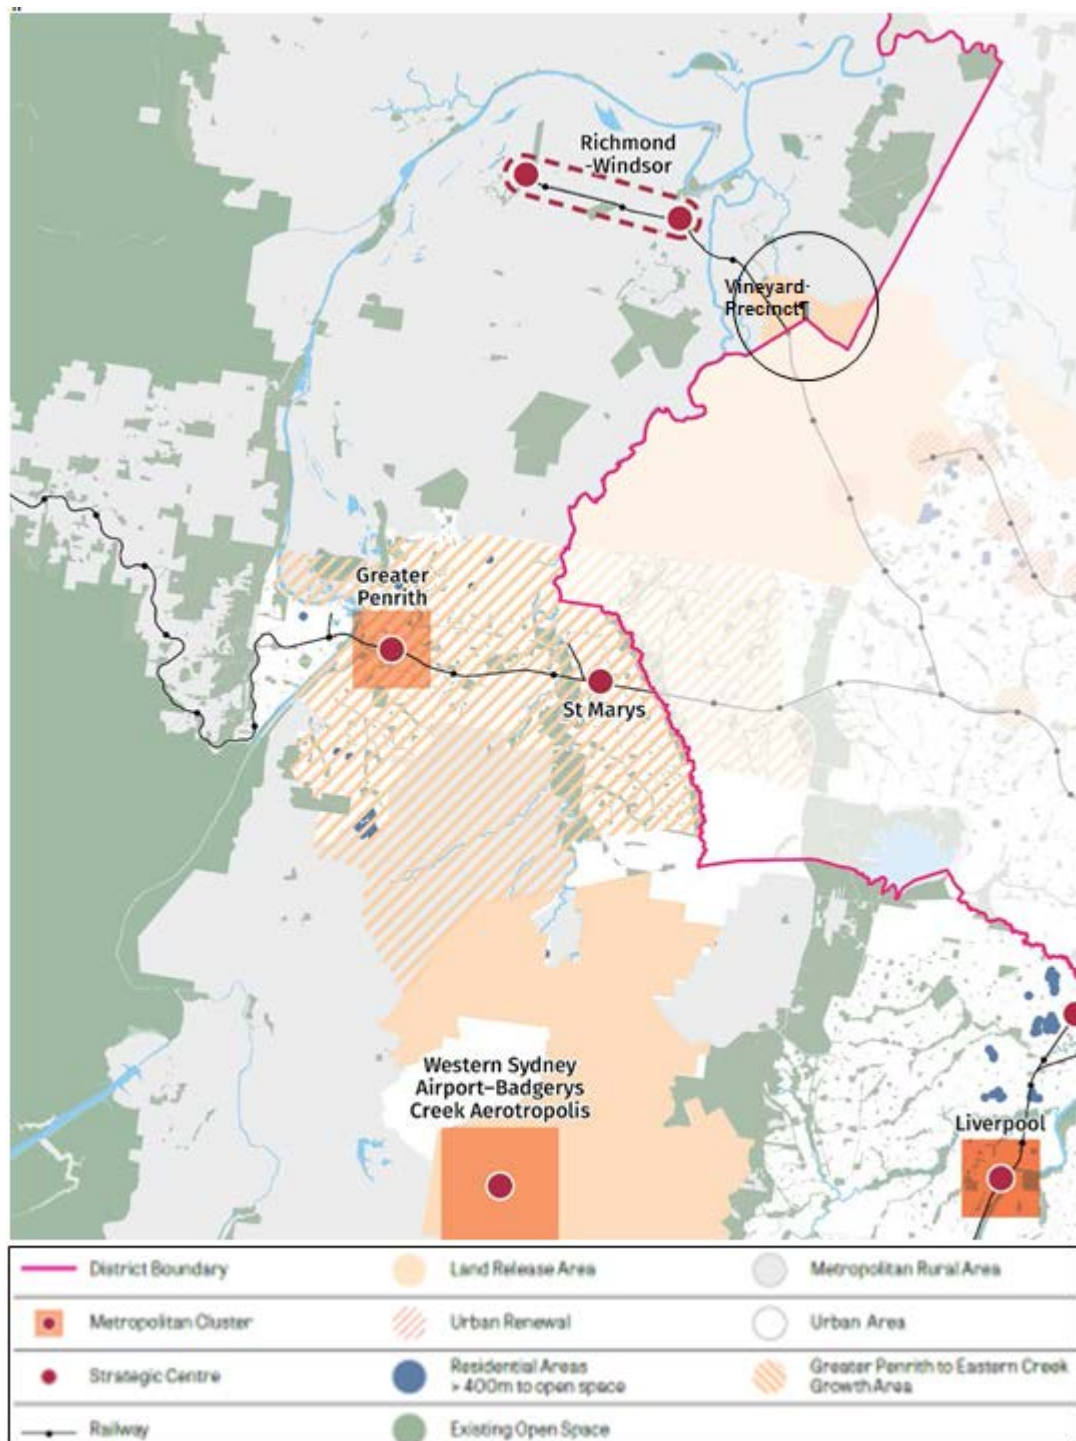 Richmond
-Windsor
Vineyard-
Precinct¶
Greater
Penrith
St Marys
Western Sydney
Airport–Badgerys
Creek Aerotropolis
Liverpool
District Boundary
Land Release Area
Metropolitan Rural Area
Metropolitan Cluster
Urban Renewal
Urban Area
Strategic Centre
Residential Areas
> 400m to open space
Greater Penrith to Eastern Creek
Growth Area
Railway
Existing Open Space